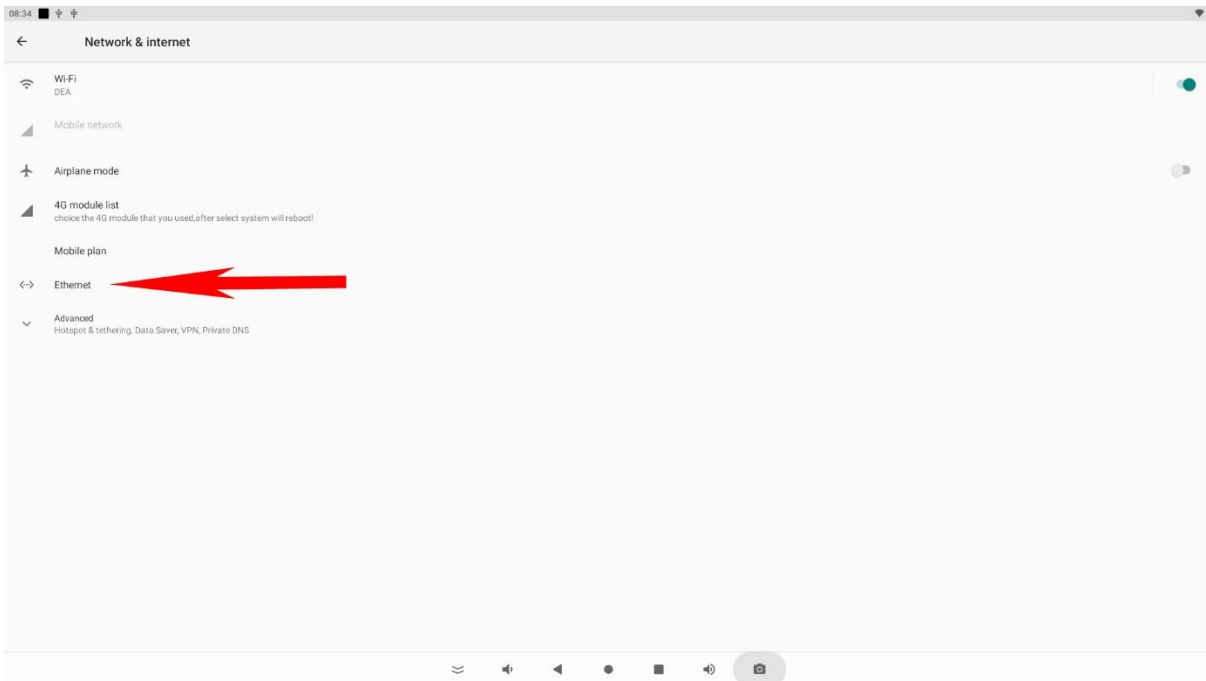 08:34
Network & internet
Wi-Fi
DEA
Mobile network
Airplane mode
4G module list
choice the 4G module that you used,after select system will reboot!
Mobile plan
Ethernet
Advanced
Hotspot & tethering, Data Saver, VPN, Private DNS